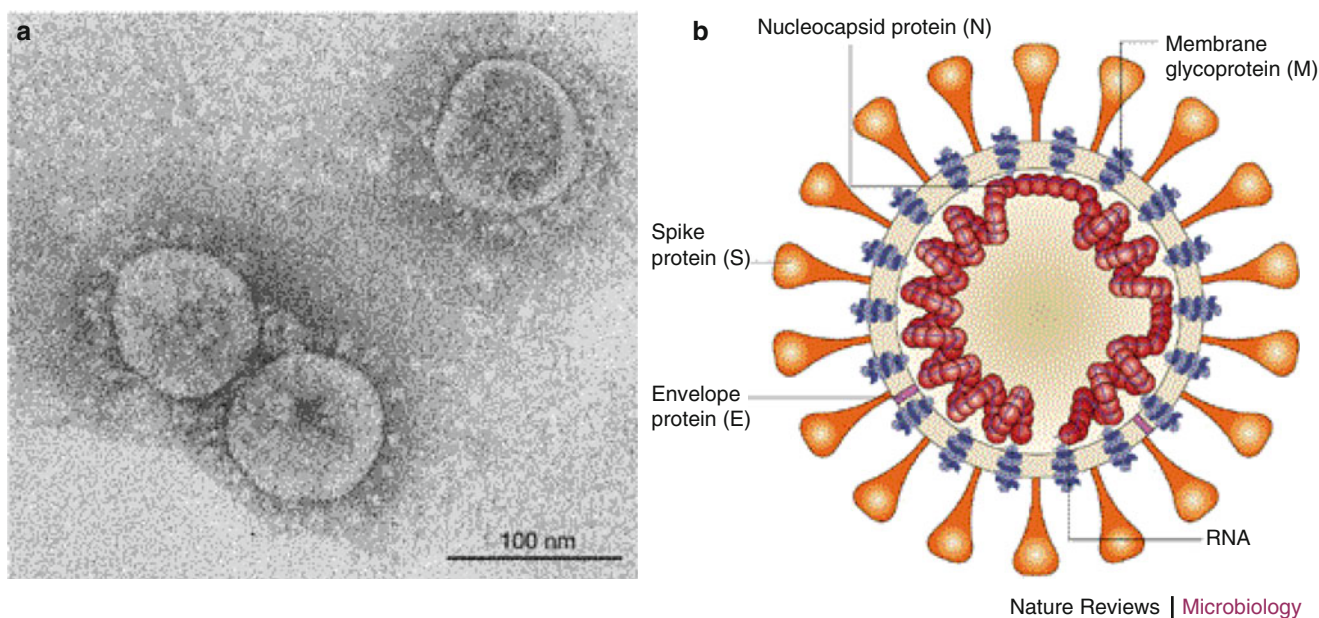 a
100 nm
b
Nucleocapsid protein (N)
Membrane
glycoprotein (M)
Spike
protein (S)
Envelope
protein (E)
RNA
Nature Reviews | Microbiology